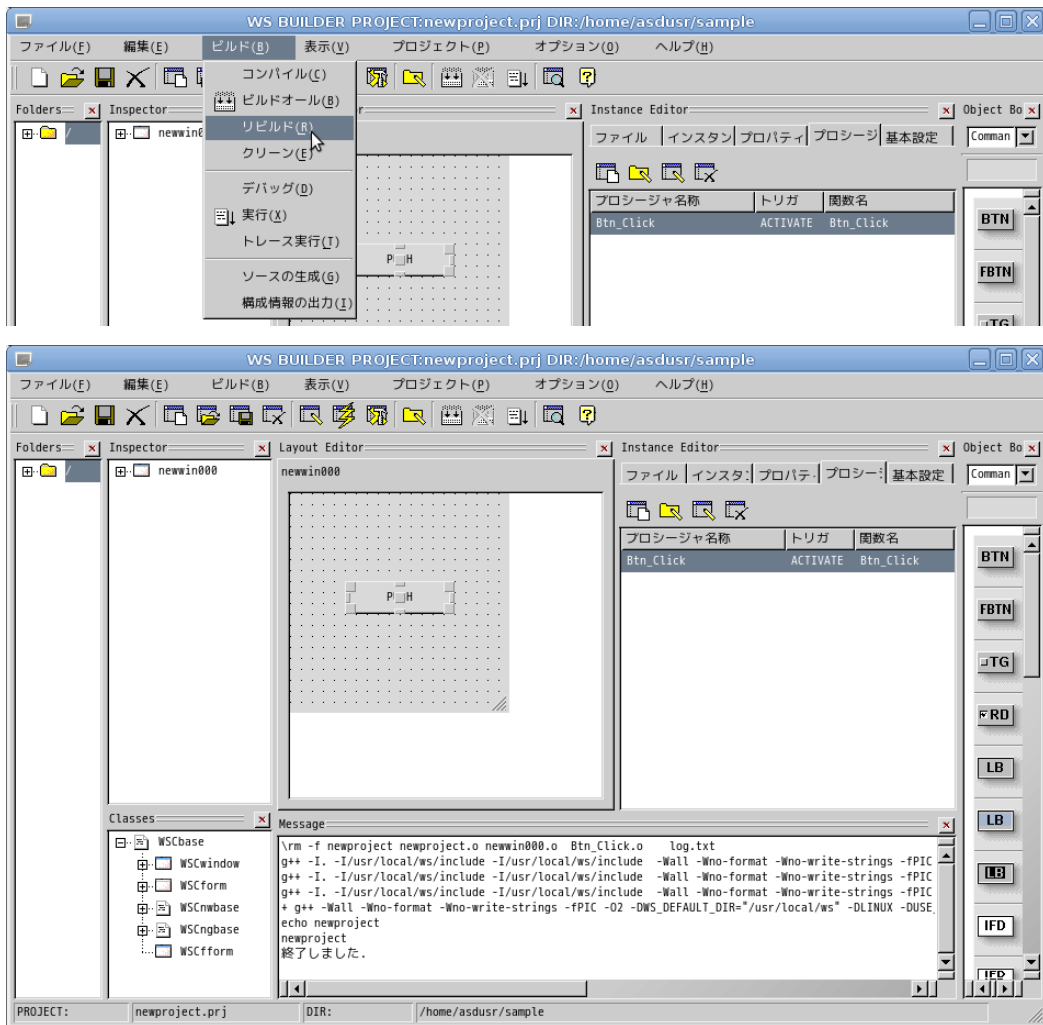 WS BUILDER PROJECT:newproject.prj DIR:/home/asdusr/sample
ファイル(F) 編集(E) ビルド(B) 表示(V) プロジェクト(P) オプション(O) ヘルプ(H)
コンパイル(C)
ビルドオール(B)
リビルド(R)
クリーン(E)
デバッグ(D)
実行(X)
トレース実行(T)
ソースの生成(G)
構成情報の出力(I)
Folders Inspector Instance Editor Object Bo
/ newwin0
ファイル インスタン プロパティ プロシージ 基本設定 Comman
プロシージャ名称 トリガ 関数名
Btn_Click ACTIVATE Btn_Click
BTN
FBTN
TG
WS BUILDER PROJECT:newproject.prj DIR:/home/asdusr/sample
ファイル(F) 編集(E) ビルド(B) 表示(V) プロジェクト(P) オプション(O) ヘルプ(H)
Folders Inspector Layout Editor Instance Editor Object Bo
/ newwin000 newwin000
ファイル インスタ プロパテ プロシー 基本設定 Comman
プロシージャ名称 トリガ 関数名
Btn_Click ACTIVATE Btn_Click
BTN
FBTN
TG
RD
LB
LB
LB
IFD
IFD
Classes
WSCbase
WSCwindow
WSCform
WSCnwbase
WSCngbase
WSCfform
Message
\rm -f newproject newproject.o newwin000.o Btn_Click.o log.txt
g++ -I. -I/usr/local/ws/include -I/usr/local/ws/include -Wall -Wno-format -Wno-write-strings -fPIC
g++ -I. -I/usr/local/ws/include -I/usr/local/ws/include -Wall -Wno-format -Wno-write-strings -fPIC
g++ -I. -I/usr/local/ws/include -I/usr/local/ws/include -Wall -Wno-format -Wno-write-strings -fPIC
+ g++ -Wall -Wno-format -Wno-write-strings -fPIC -O2 -DWS_DEFAULT_DIR="/usr/local/ws" -DLINUX -DUSE_
echo newproject
newproject
終了しました.
PROJECT: newproject.prj DIR: /home/asdusr/sample